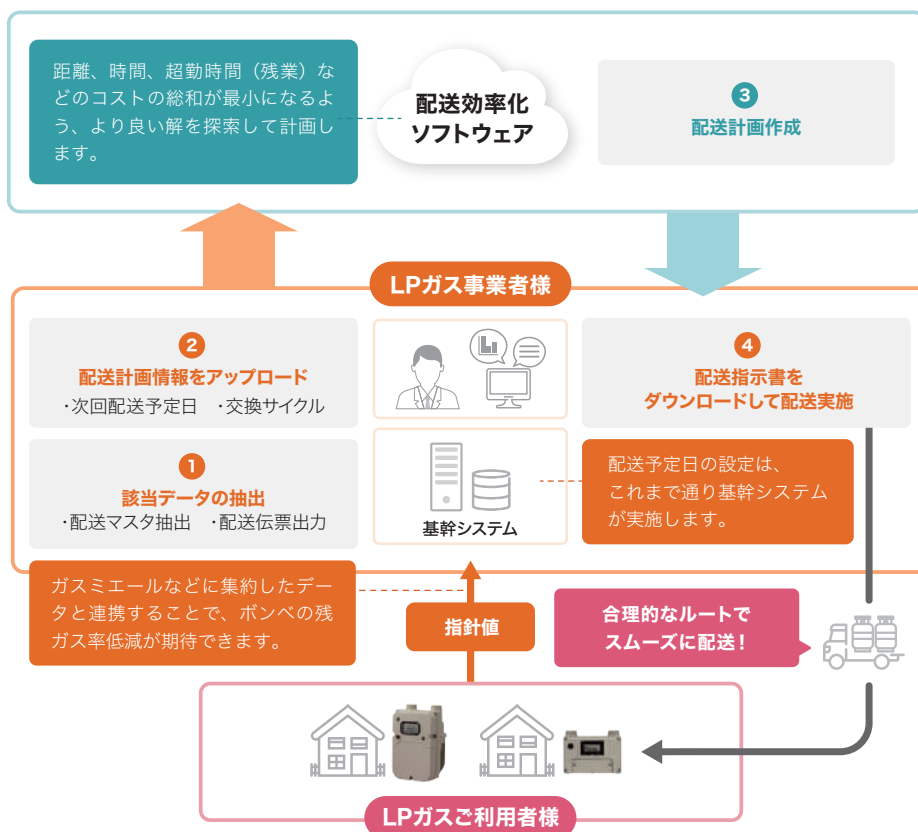 距離、時間、超勤時間（残業）な
どのコストの総和が最小になるよ
う、より良い解を探索して計画し
ます。
配送効率化
ソフトウェア
3
配送計画作成
LPガス事業者様
2
配送計画情報をアップロード
・次回配送予定日 ・交換サイクル
4
配送指示書を
ダウンロードして配送実施
1
該当データの抽出
・配送マスタ抽出 ・配送伝票出力
基幹システム
配送予定日の設定は、
これまで通り基幹システム
が実施します。
ガスミエールなどに集約したデー
タと連携することで、ボンベの残
ガス率低減が期待できます。
指針値
合理的なルートで
スムーズに配送！
LPガスご利用者様